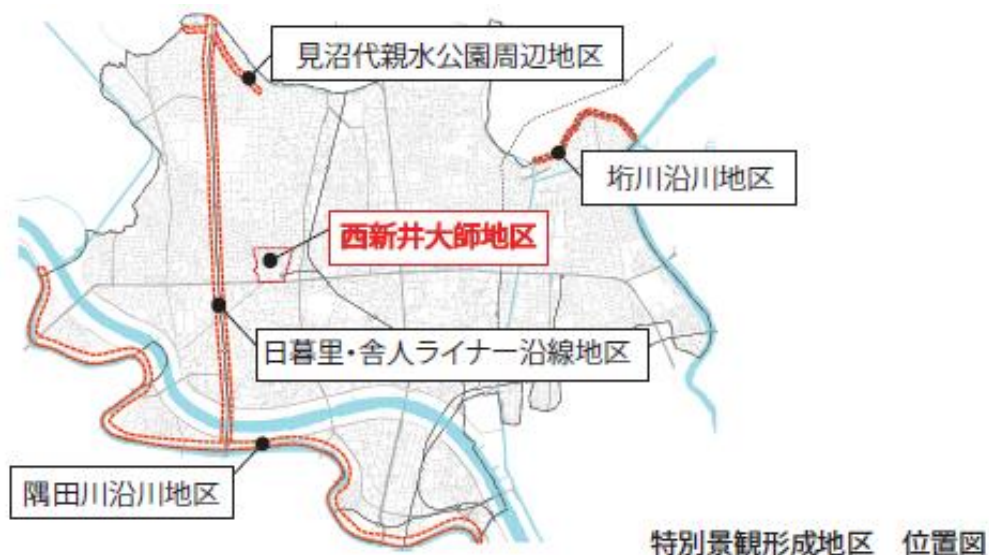 見沼代親水公園周辺地区
垳川沿川地区
西新井大師地区
日暮里・舎人ライナー沿線地区
隅田川沿川地区
特別景観形成地区　位置図